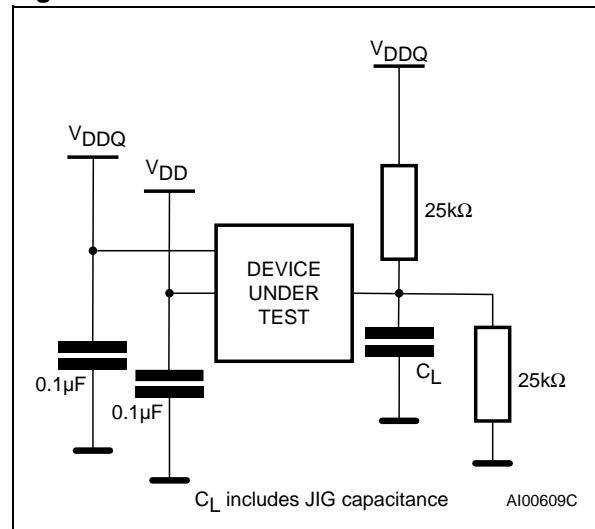 VDDQ
VDDQ
VDD
25kΩ
DEVICE
UNDER
TEST
0.1µF
0.1µF
CL
25kΩ
CL includes JIG capacitance
AI00609C